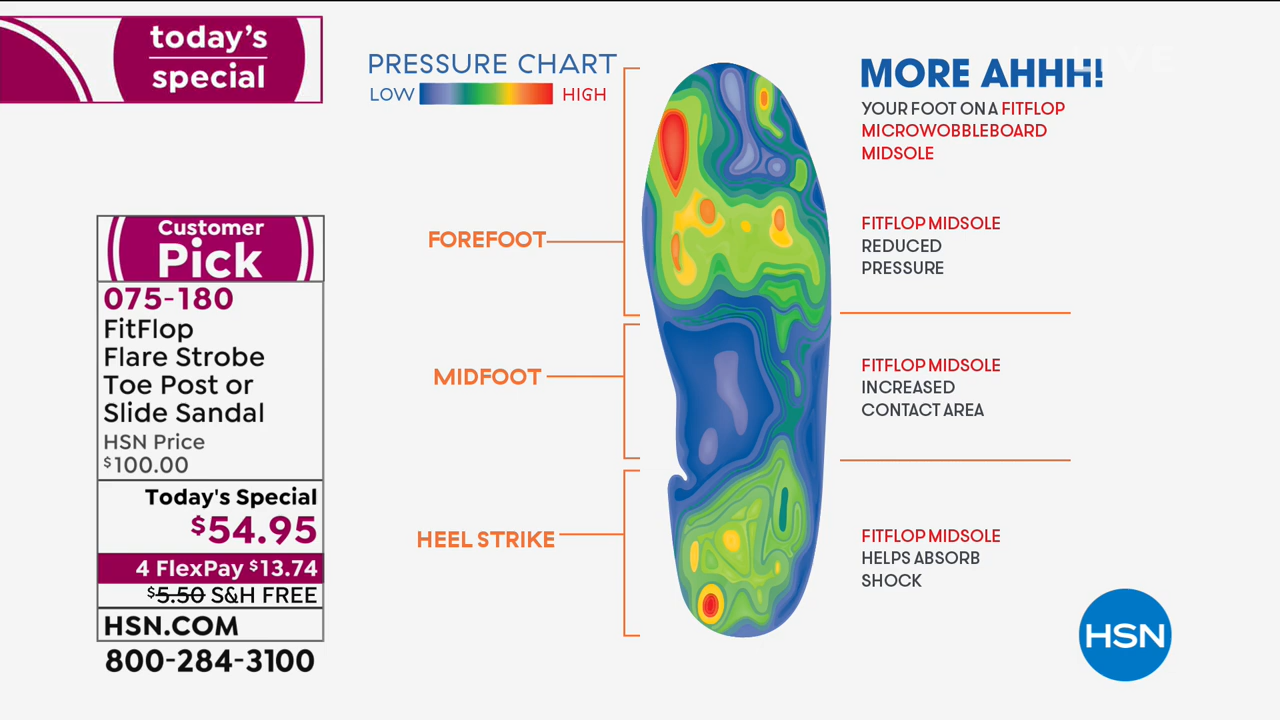 today's
special
Customer
Pick
075-180
FitFlop
Flare Strobe
Toe Post or
Slide Sandal
HSN Price
$100.00
Today's Special
$54.95
4 FlexPay $13.74
$5.50 S&H FREE
HSN.COM
800-284-3100
PRESSURE CHART
LOW HIGH
FOREFOOT
MIDFOOT
HEEL STRIKE
LIVE
MORE AHHH!
YOUR FOOT ON A FITFLOP
MICROWOBBLEBOARD
MIDSOLE
FITFLOP MIDSOLE
REDUCED
PRESSURE
FITFLOP MIDSOLE
INCREASED
CONTACT AREA
FITFLOP MIDSOLE
HELPS ABSORB
SHOCK
HSN